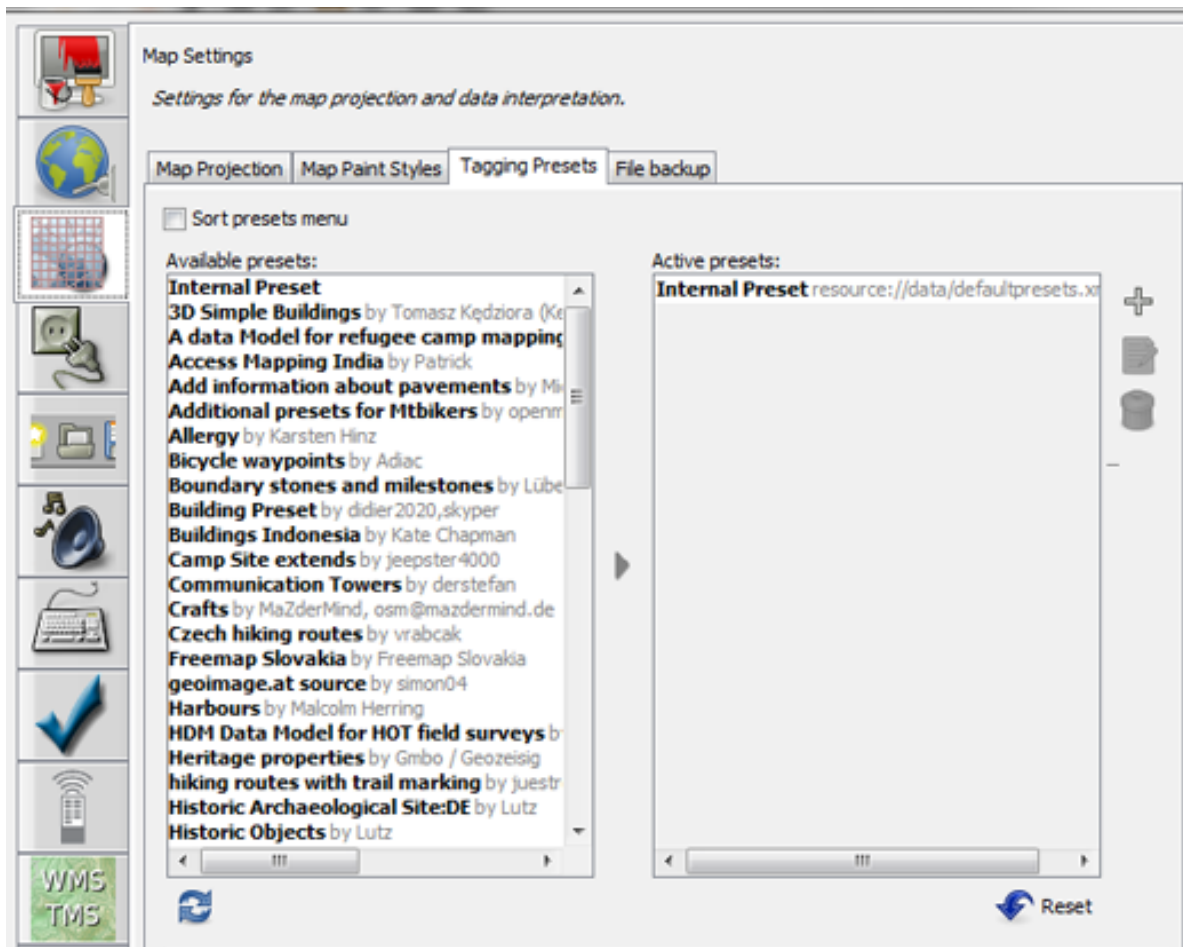 Map Settings
Settings for the map projection and data interpretation.
Map Projection Map Paint Styles Tagging Presets File backup
Sort presets menu
Available presets:
Internal Preset
3D Simple Buildings by Tomasz Kędziora (Ke
A data Model for refugee camp mapping
Access Mapping India by Patrick
Add information about pavements by Mi
Additional presets for Mtbikers by openm
Allergy by Karsten Hinz
Bicycle waypoints by Adiac
Boundary stones and milestones by Lübe
Building Preset by didier2020,skyper
Buildings Indonesia by Kate Chapman
Camp Site extends by jeepster4000
Communication Towers by derstefan
Crafts by MaZderMind, osm@mazdermind.de
Czech hiking routes by vrabcak
Freemap Slovakia by Freemap Slovakia
geoimage.at source by simon04
Harbours by Malcolm Herring
HDM Data Model for HOT field surveys b
Heritage properties by Gmbo / Geozeisig
hiking routes with trail marking by juestr
Historic Archaeological Site:DE by Lutz
Historic Objects by Lutz
Active presets:
Internal Preset resource://data/defaultpresets.xm
Reset
WMS
TMS